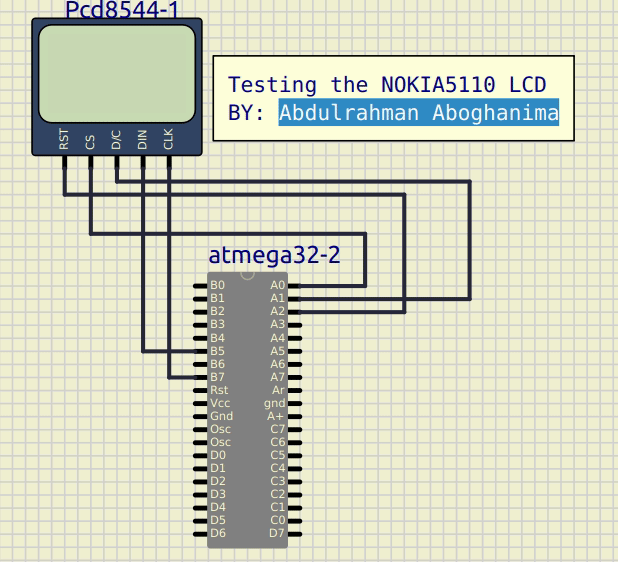 Pcd8544-1
RST CS D/C DIN CLK
Testing the NOKIA5110 LCD
BY: Abdulrahman Aboghanima
atmega32-2
B0 A0
B1 A1
B2 A2
B3 A3
B4 A4
B5 A5
B6 A6
B7 A7
Rst Ar
Vcc gnd
Gnd A+
Osc C7
Osc C6
D0 C5
D1 C4
D2 C3
D3 C2
D4 C1
D5 C0
D6 D7